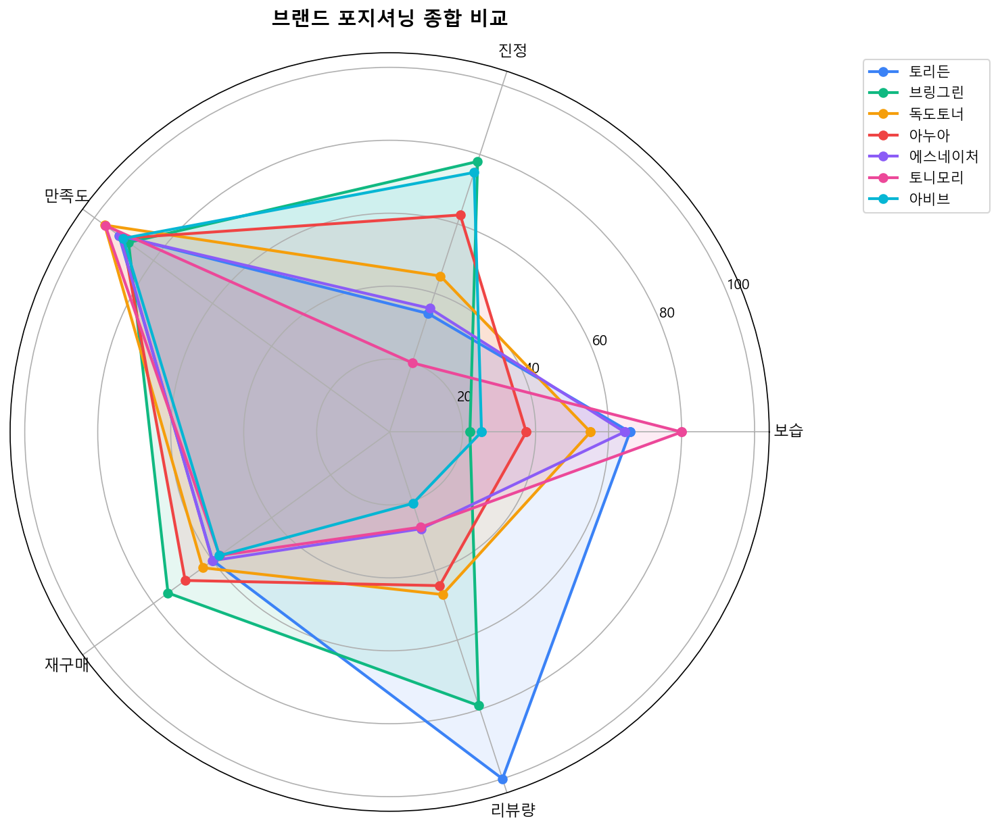 브랜드 포지셔닝 종합 비교
진정
토리든
브링그린
독도토너
아누아
에스네이처
토니모리
아비브
만족도
100
80
60
40
20
보습
재구매
리뷰량